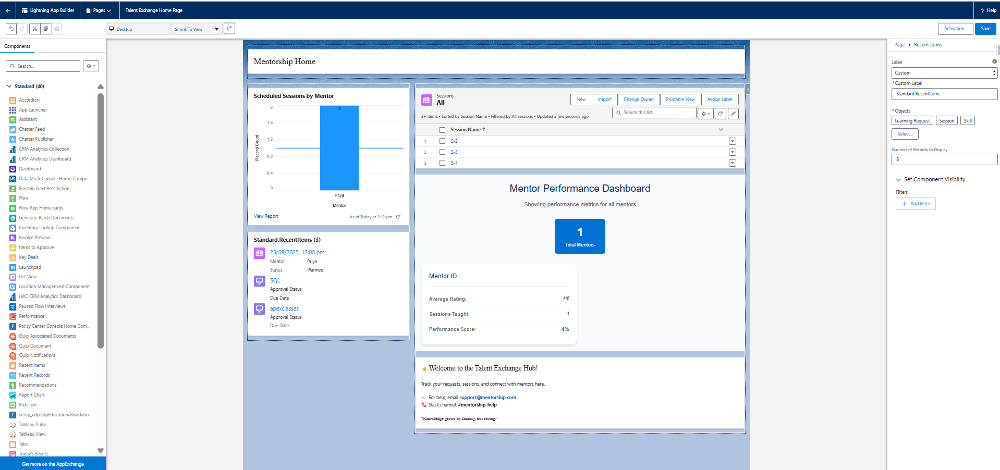 Lightning App Builder
Pages
Talent Exchange Home Page
? Help
Desktop
Shrink To View
Activation...
Save
Components
Search...
Standard (40)
Accordion
App Launcher
Assistant
Chatter Feed
Chatter Publisher
CRM Analytics Collection
CRM Analytics Dashboard
Dashboard
Data Mask Console Home Compo...
Einstein Next Best Action
Flow
Flow App Home cards
Generate Batch Documents
Inventory Lookup Component
Invoice Preview
Items to Approve
Key Deals
Launchpad
List View
Location Management Component
LWC CRM Analytics Dashboard
Paused Flow Interviews
Performance
Policy Center Console Home Com...
Quip Associated Documents
Quip Document
Quip Notifications
Recent Items
Recent Records
Recommendations
Report Chart
Rich Text
setup_cdp:cdpEducationalGuidance
Tableau Pulse
Tableau View
Tabs
Today's Events
Get more on the AppExchange
Mentorship Home
Scheduled Sessions by Mentor
2
2
1.6
1.2
0.8
0.4
0
Record Count
Priya
Mentor
View Report
As of Today at 3:12 pm
Standard.RecentItems (3)
23/09/2025, 12:00 pm
Mentor Priya
Status Planned
SQL
Approval Status
Due Date
apexclasses
Approval Status
Due Date
Sessions
All
New
Import
Change Owner
Printable View
Assign Label
3+ items • Sorted by Session Name • Filtered by All sessions • Updated a few seconds ago
Search this list...
Session Name ↑
1 S-2
2 S-3
3 S-7
Mentor Performance Dashboard
Showing performance metrics for all mentors
1
Total Mentors
Mentor ID:
Average Rating: 4/5
Sessions Taught: 1
Performance Score: 4%
Welcome to the Talent Exchange Hub!
Track your requests, sessions, and connect with mentors here.
For help, email support@mentorship.com
Slack channel: #mentorship-help
“Knowledge grows by sharing, not saving.”
Page > Recent Items
Label
Custom
*Custom Label
Standard.RecentItems
*Objects
Learning Request
Session
Skill
Select...
Number of Records to Display
3
Set Component Visibility
Filters
+ Add Filter